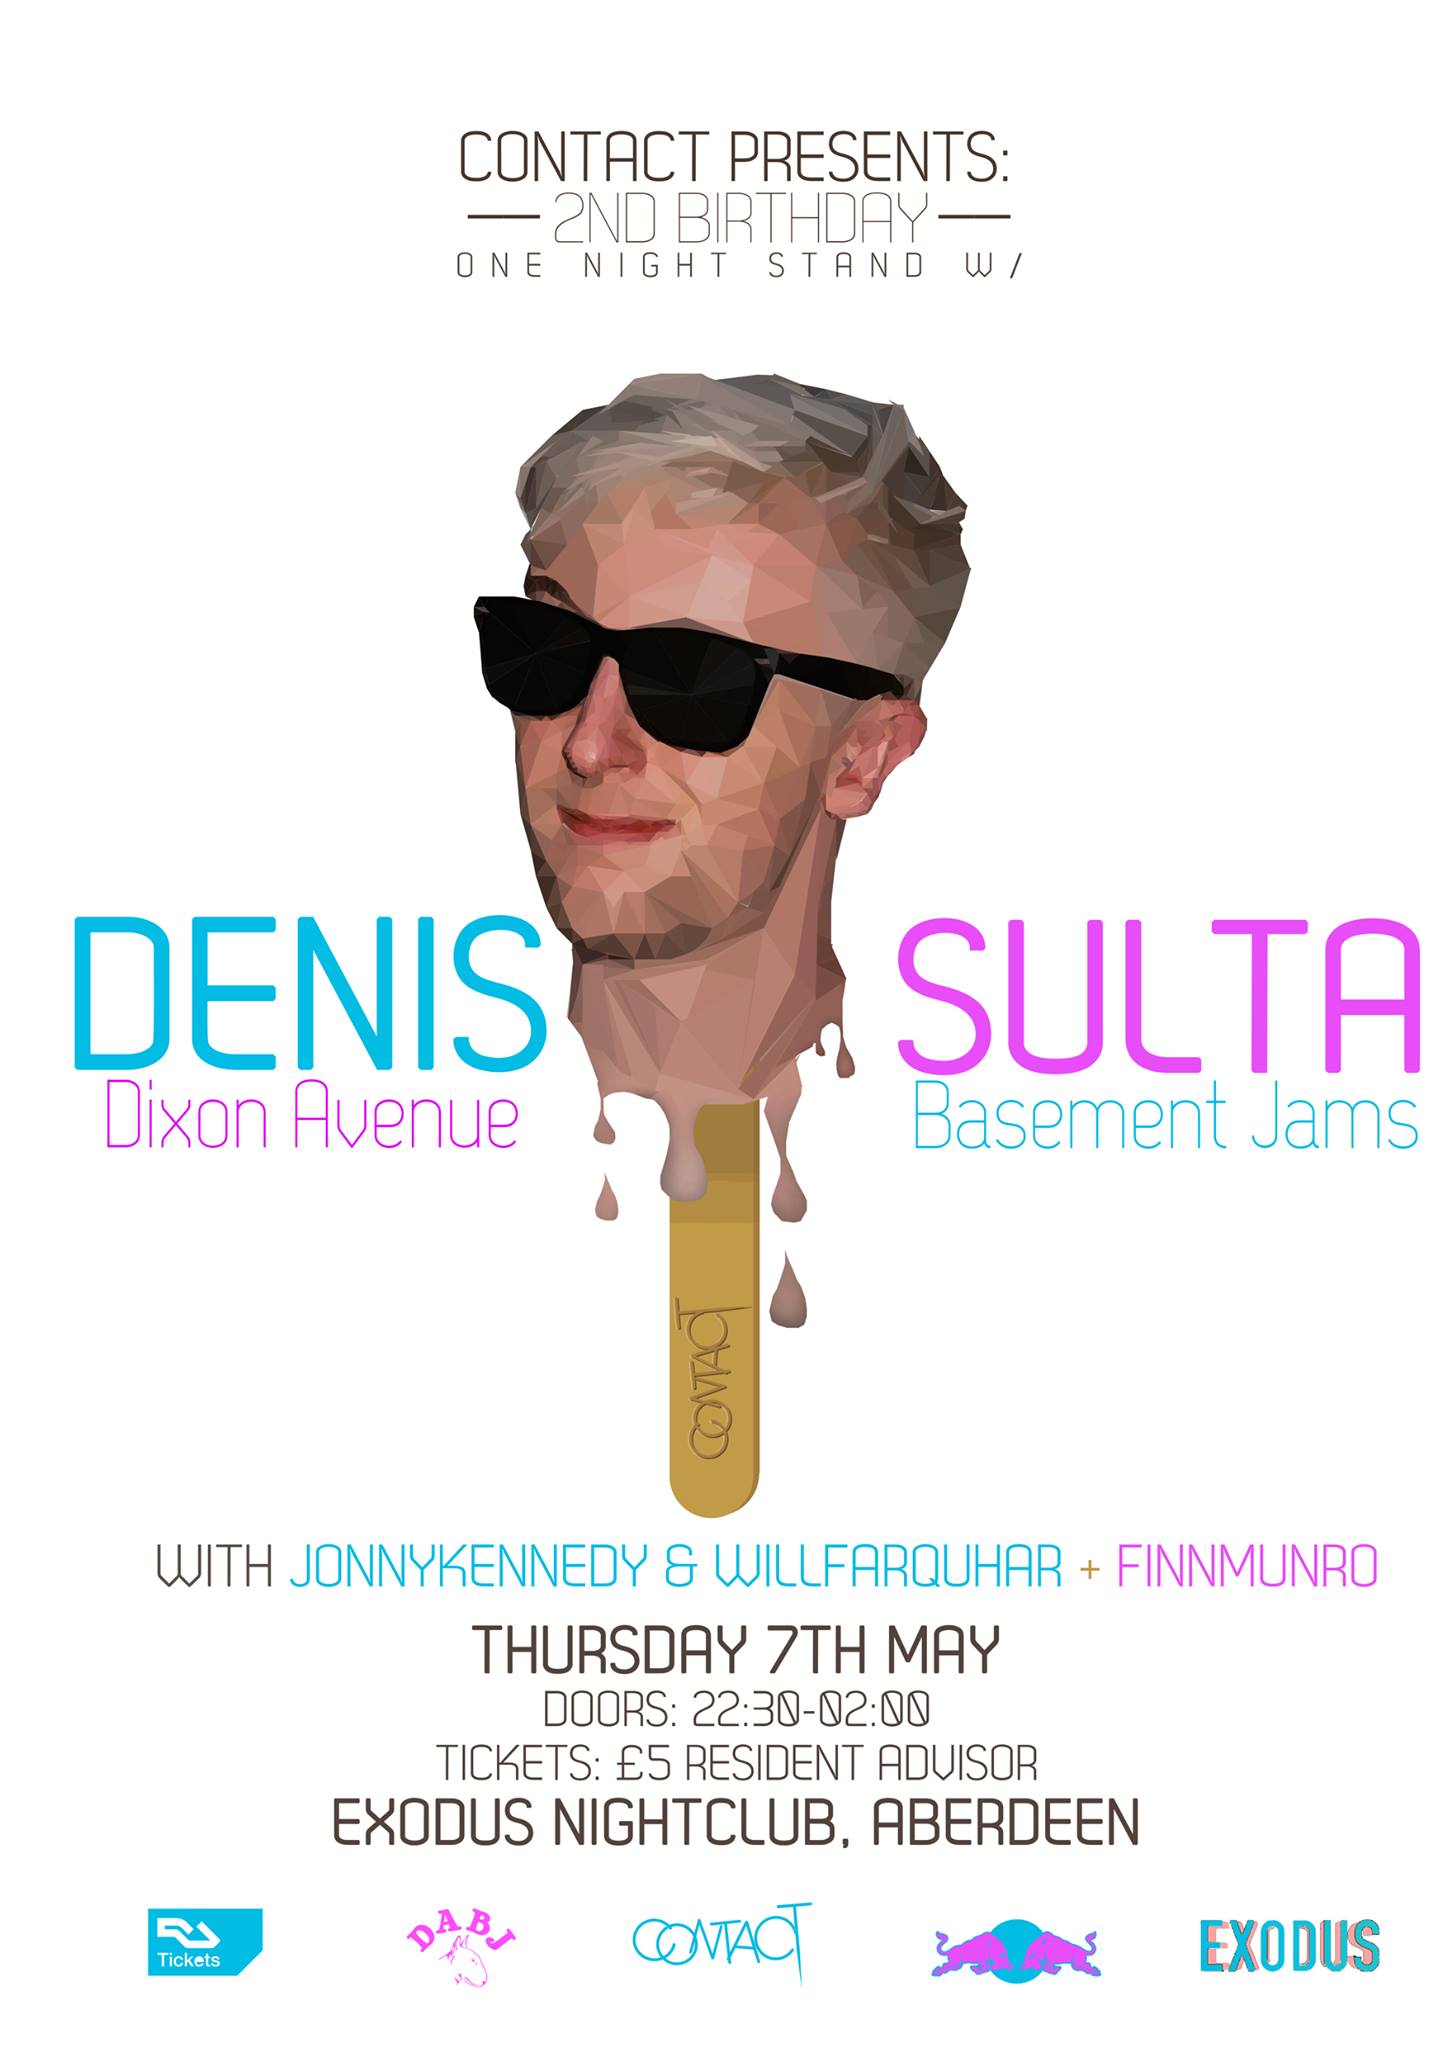 CONTACT PRESENTS:
2ND BIRTHDAY
ONE NIGHT STAND W/
DENIS SULTA
Dixon Avenue Basement Jams
CONTACT
WITH JONNYKENNEDY & WILLFARQUHAR + FINNMUNRO
THURSDAY 7TH MAY
DOORS: 22:30-02:00
TICKETS: £5 RESIDENT ADVISOR
EXODUS NIGHTCLUB, ABERDEEN
RA Tickets
DABJ
CONTACT
EXODUS